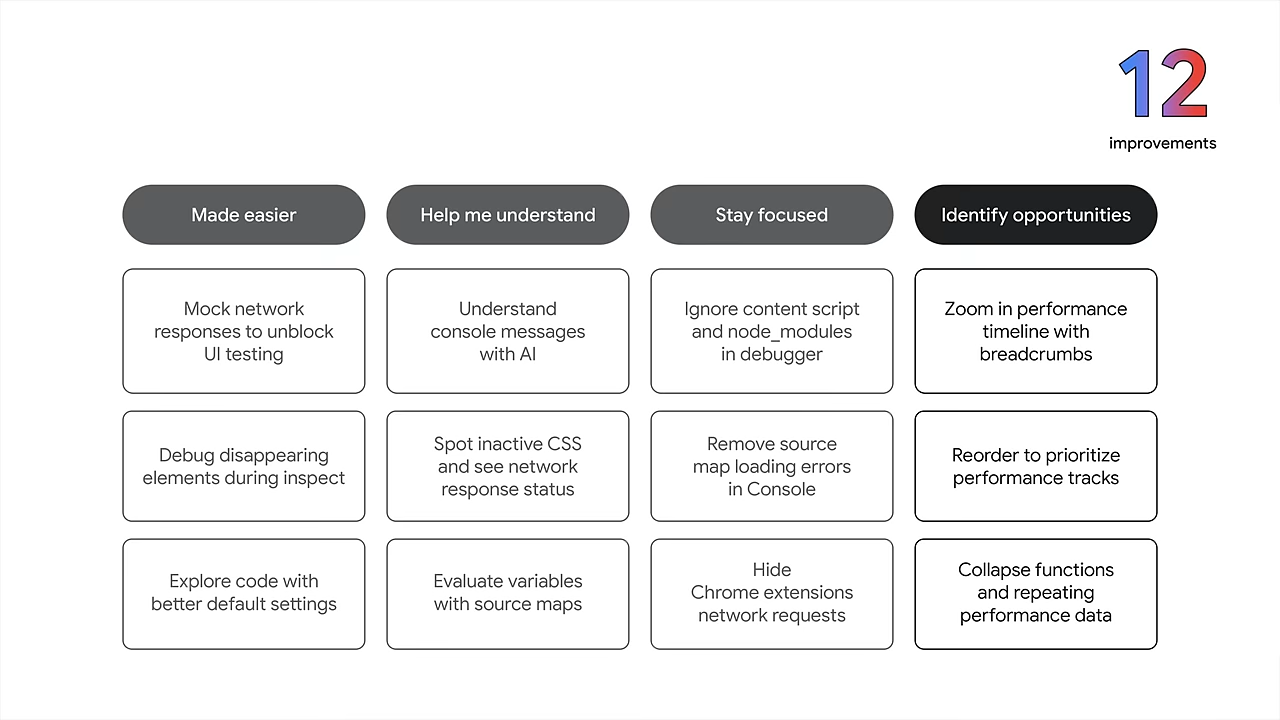 12
improvements
Made easier
Help me understand
Stay focused
Identify opportunities
Mock network
responses to unblock
UI testing
Understand
console messages
with AI
Ignore content script
and node_modules
in debugger
Zoom in performance
timeline with
breadcrumbs
Debug disappearing
elements during inspect
Spot inactive CSS
and see network
response status
Remove source
map loading errors
in Console
Reorder to prioritize
performance tracks
Explore code with
better default settings
Evaluate variables
with source maps
Hide
Chrome extensions
network requests
Collapse functions
and repeating
performance data